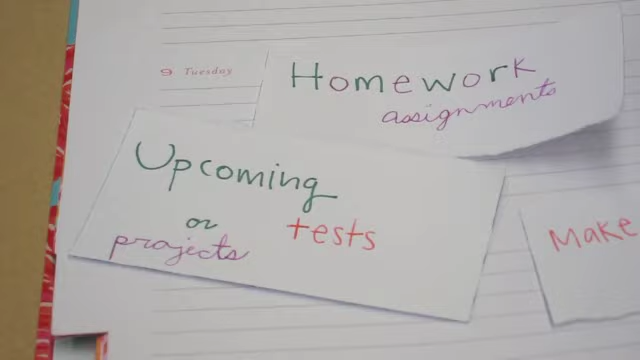 9 Tuesday
Homework
assignments
Upcoming
or tests
projects
Make